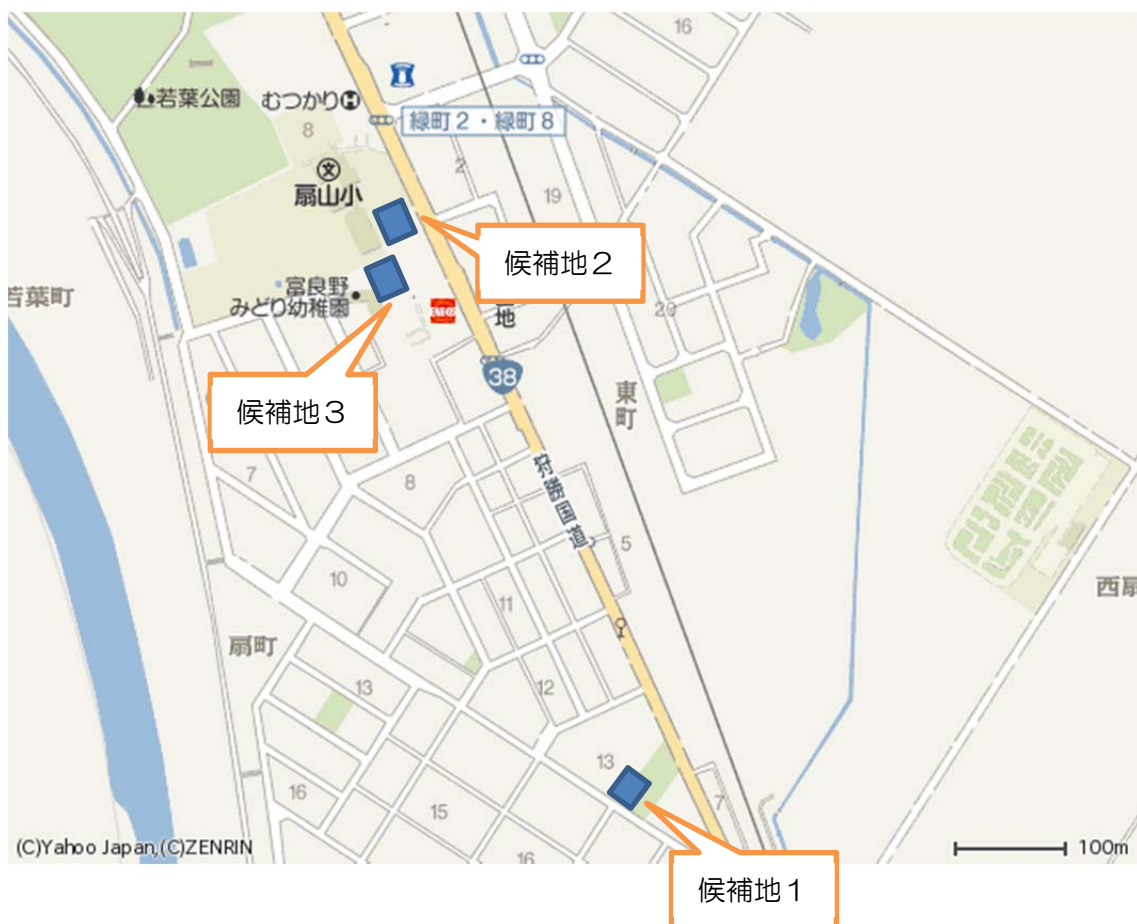 16
若葉公園
むつかり
8
緑町2・緑町8
文
扇山小
2
19
候補地2
富良野
みどり幼稚園
ENEOS
地
若葉町
20
38
東町
候補地3
7
8
狩勝国道
5
10
11
西扇
扇町
13
12
13
7
16
15
16
(C)Yahoo Japan,(C)ZENRIN
100m
候補地1